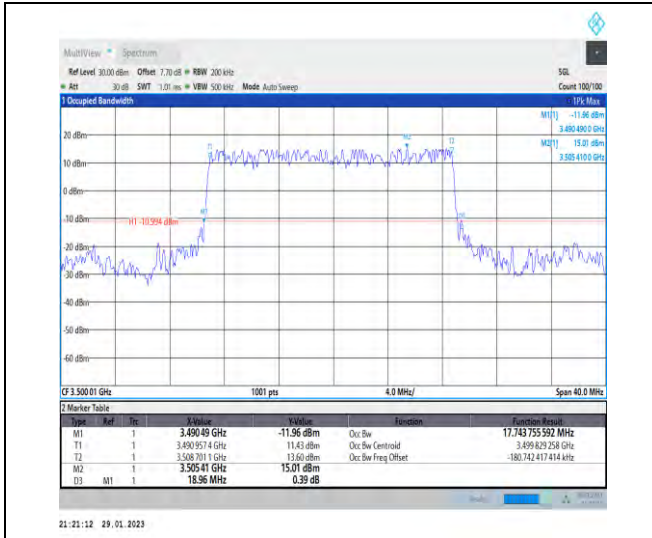 MultiView Spectrum
Ref Level 30.00 dBm Offset 7.70 dB RBW 200 kHz SGL
Att 30 dB SWT 1.01 ms VBW 500 kHz Mode Auto Sweep Count 100/100
1 Occupied Bandwidth 1Pk Max
M1[1] -11.96 dBm
3.490 490 0 GHz
20 dBm M2[1] 15.01 dBm
3.505 410 0 GHz
T1 M2 T2
10 dBm
0 dBm
-10 dBm
M1
H1 -10.994 dBm
-20 dBm
-30 dBm
-40 dBm
-50 dBm
-60 dBm
CF 3.500 01 GHz 1001 pts 4.0 MHz/ Span 40.0 MHz
2 Marker Table
Type Ref Trc X-Value Y-Value Function Function Result
M1 1 3.490 49 GHz -11.96 dBm Occ Bw 17.743 755 592 MHz
T1 1 3.490 957 4 GHz 11.43 dBm Occ Bw Centroid 3.499 829 258 GHz
T2 1 3.508 701 1 GHz 13.60 dBm Occ Bw Freq Offset -180.742 417 414 kHz
M2 1 3.505 41 GHz 15.01 dBm
D3 M1 1 18.96 MHz 0.39 dB
21:21:12 29.01.2023